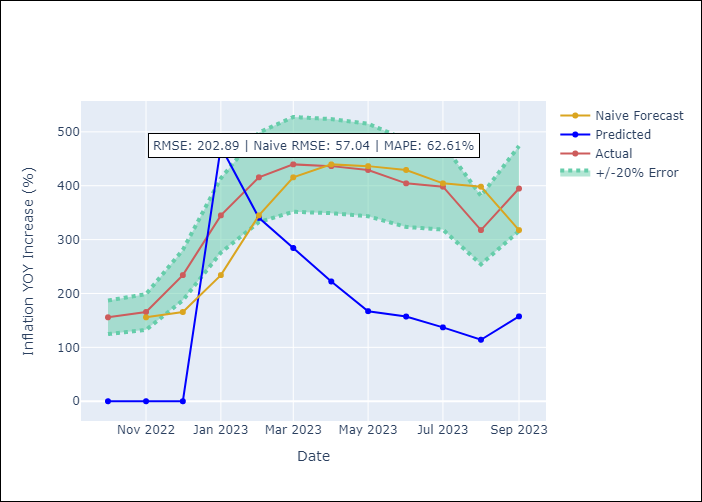 Naive Forecast
Predicted
Actual
+/-20% Error
RMSE: 202.89 | Naive RMSE: 57.04 | MAPE: 62.61%
500
400
300
200
100
0
Inflation YOY Increase (%)
Nov 2022 Jan 2023 Mar 2023 May 2023 Jul 2023 Sep 2023
Date